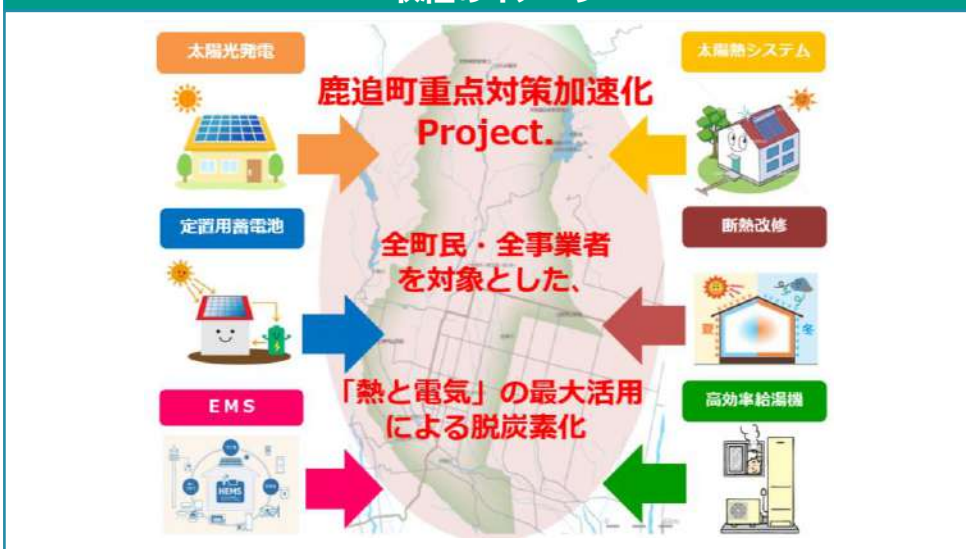 太陽光発電
太陽熱システム
鹿追町重点対策加速化
Project.
定置用蓄電池
断熱改修
全町民・全事業者
を対象とした、
夏
冬
「熱と電気」の最大活用
による脱炭素化
EMS
高効率給湯機
HEMS